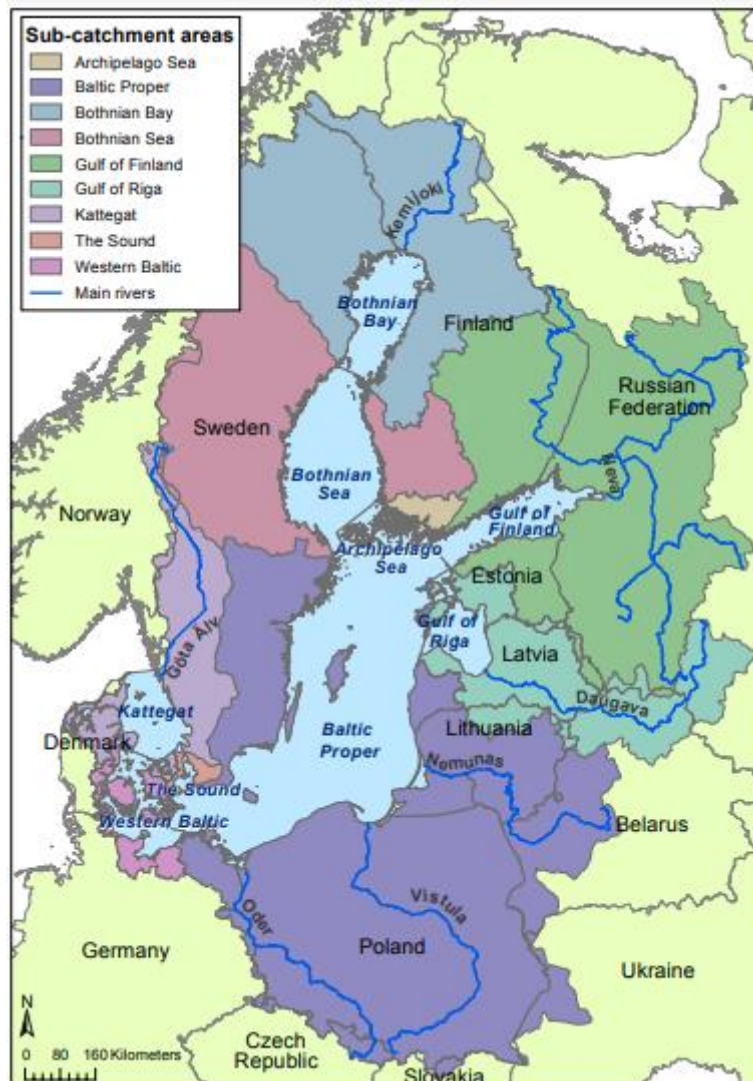 Sub-catchment areas
Archipelago Sea
Baltic Proper
Bothnian Bay
Bothnian Sea
Gulf of Finland
Gulf of Riga
Kattegat
The Sound
Western Baltic
Main rivers
Kemijoki
Bothnian
Bay
Finland
Russian
Federation
Sweden
Bothnian
Sea
Neva
Norway
Gulf of
Finland
Archipelago
Sea
Estonia
Göta Älv
Gulf of
Riga
Latvia
Kattegat
Daugava
Denmark
Baltic
Proper
Lithuania
Nemunas
The Sound
Western Baltic
Belarus
Oder
Vistula
Poland
Germany
Ukraine
N
Czech
Republic
0 80 160 Kilometers
Slovakia